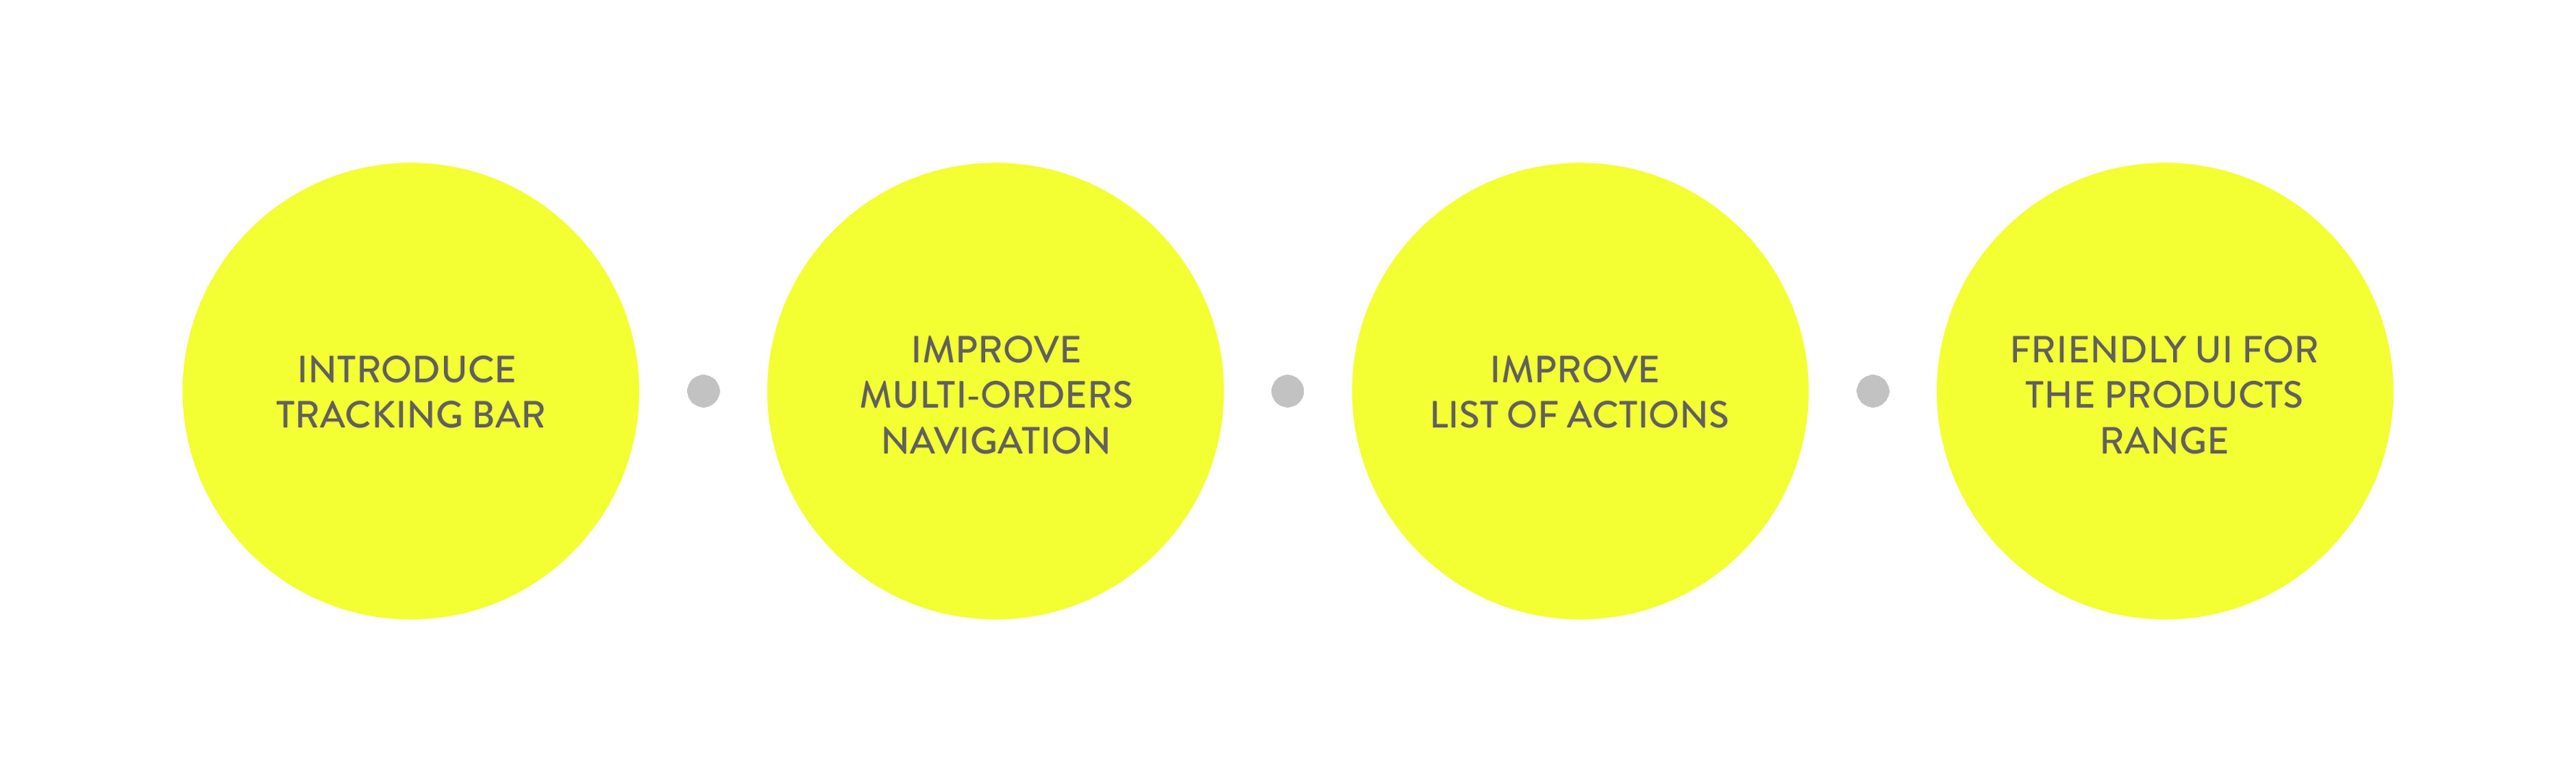 INTRODUCE
TRACKING BAR
IMPROVE
MULTI-ORDERS
NAVIGATION
IMPROVE
LIST OF ACTIONS
FRIENDLY UI FOR
THE PRODUCTS
RANGE